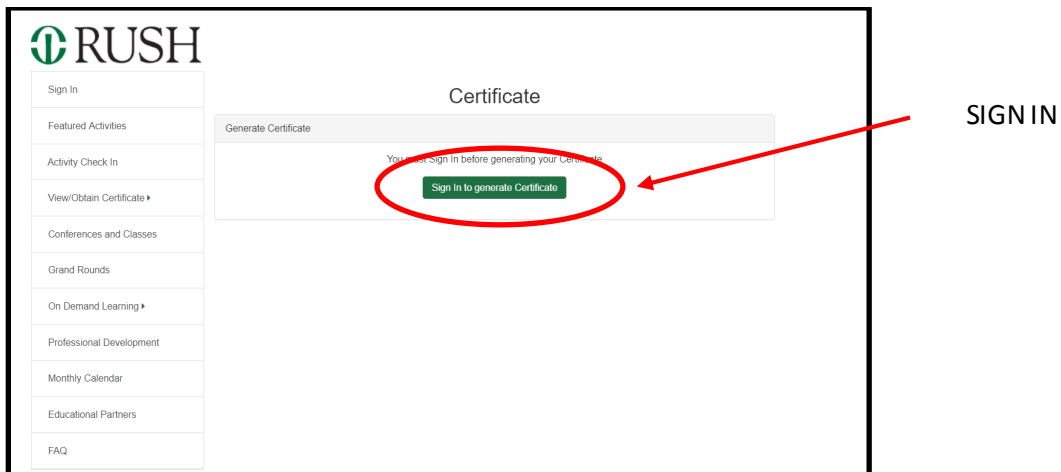 RUSH
Sign In
Featured Activities
Activity Check In
View/Obtain Certificate
Conferences and Classes
Grand Rounds
On Demand Learning
Professional Development
Monthly Calendar
Educational Partners
FAQ
Certificate
Generate Certificate
You must Sign In before generating your Certificate
Sign In to generate Certificate
SIGN IN